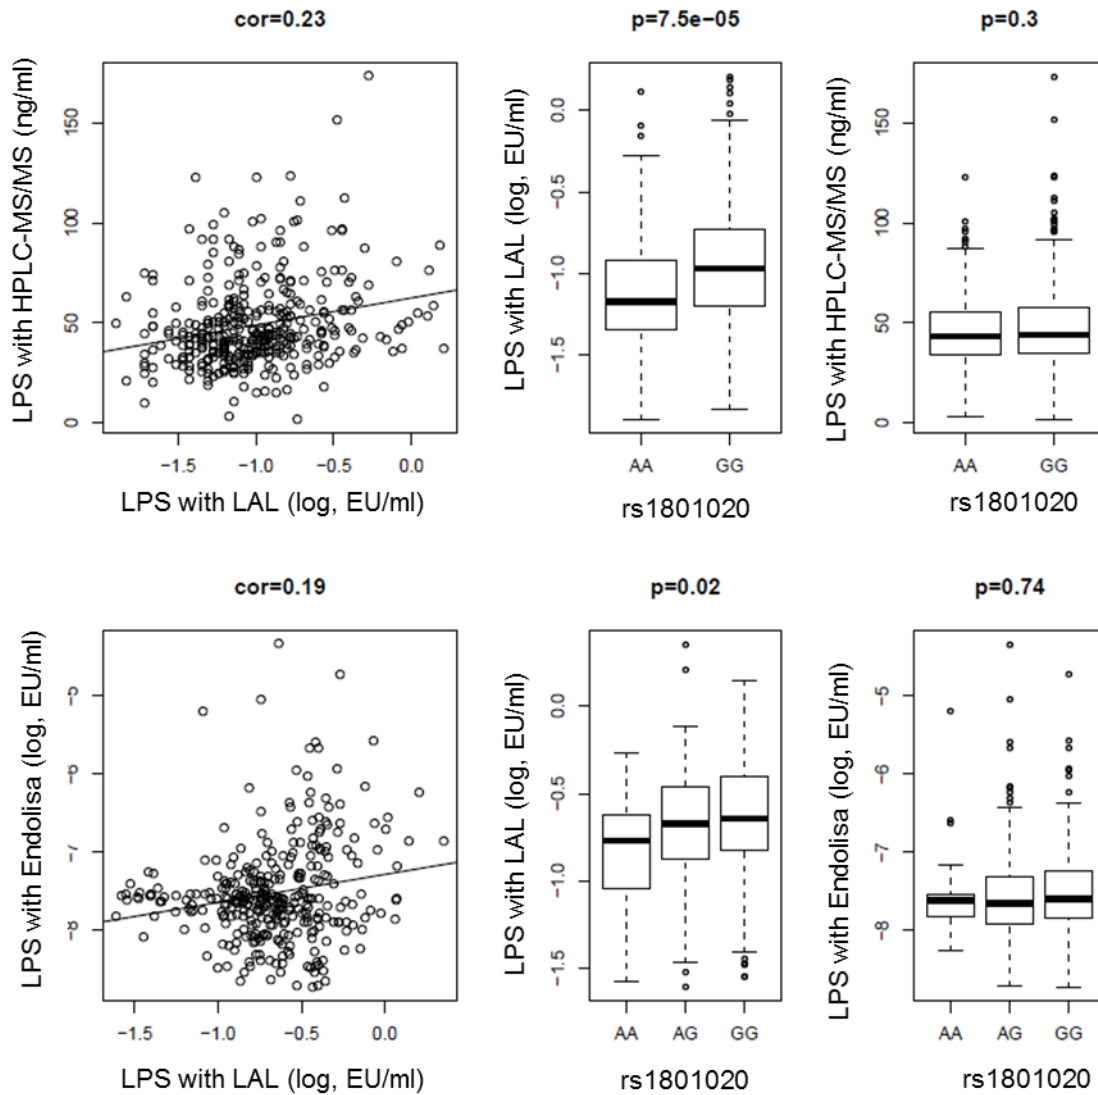 cor=0.23
p=7.5e−05
p=0.3
LPS with HPLC-MS/MS (ng/ml)
0
50
100
150
−1.5
−1.0
−0.5
0.0
LPS with LAL (log, EU/ml)
LPS with LAL (log, EU/ml)
−1.5
−1.0
−0.5
0.0
AA
GG
rs1801020
LPS with HPLC-MS/MS (ng/ml)
0
50
100
150
AA
GG
rs1801020
cor=0.19
p=0.02
p=0.74
LPS with Endolisa (log, EU/ml)
−8
−7
−1.5
−1.0
−0.5
0.0
LPS with LAL (log, EU/ml)
LPS with LAL (log, EU/ml)
−1.5
−1.0
−0.5
0.0
AA
AG
GG
rs1801020
LPS with Endolisa (log, EU/ml)
−8
−7
−6
−5
AA
AG
GG
rs1801020